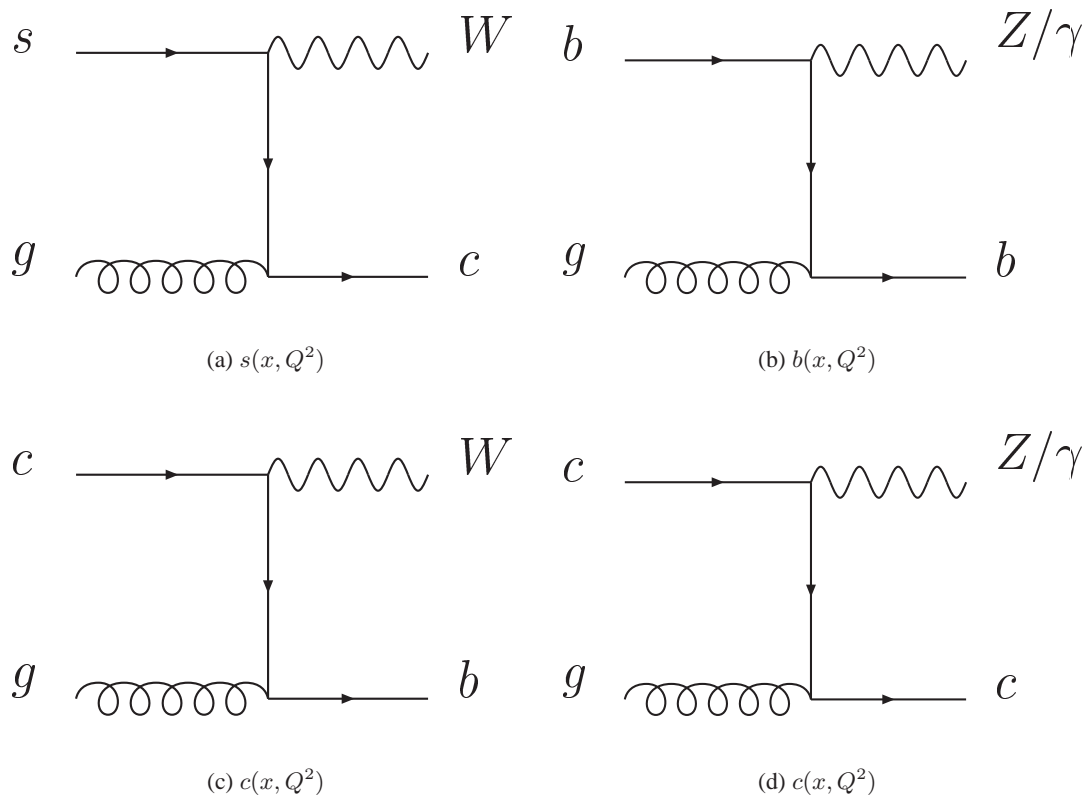 s W b Z/γ
g c g b
(a) s(x, Q²) (b) b(x, Q²)
c W c Z/γ
g b g c
(c) c(x, Q²) (d) c(x, Q²)